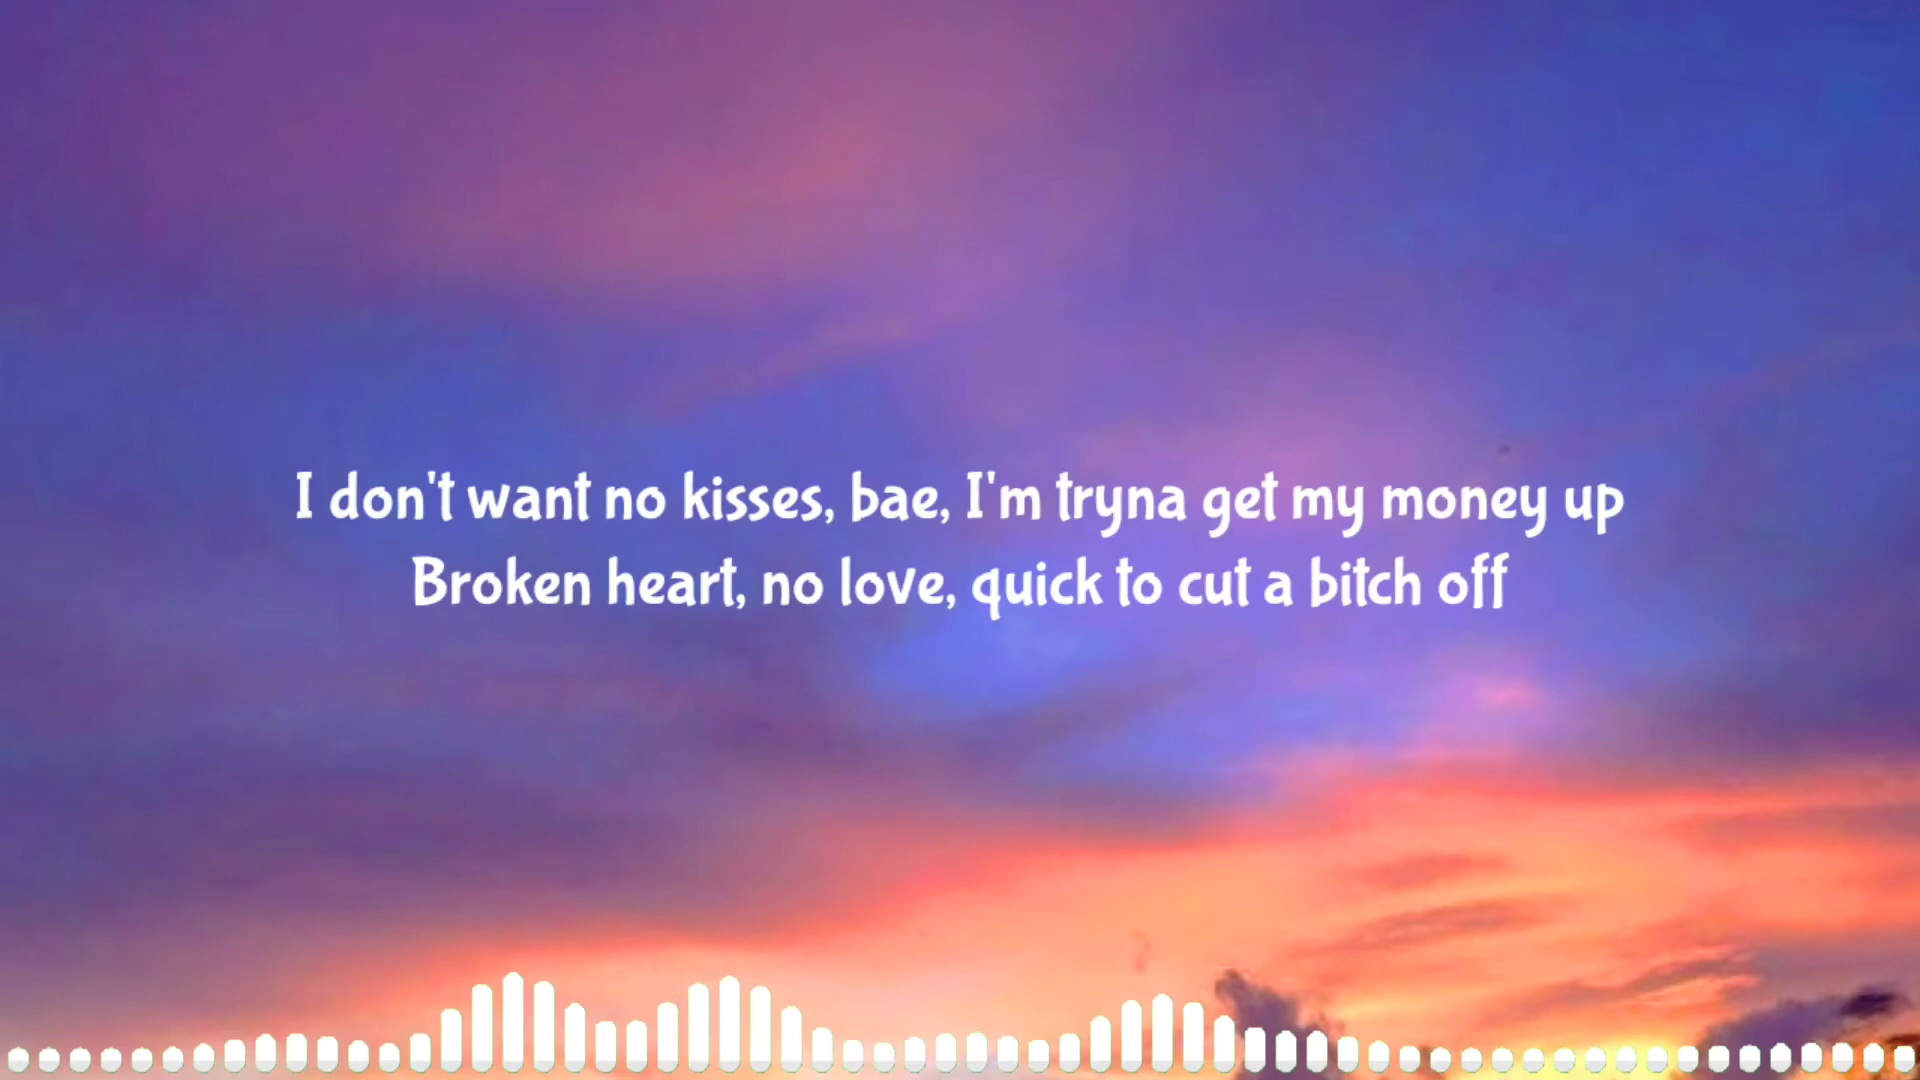 I don't want no kisses, bae, I'm tryna get my money up
Broken heart, no love, quick to cut a bitch off